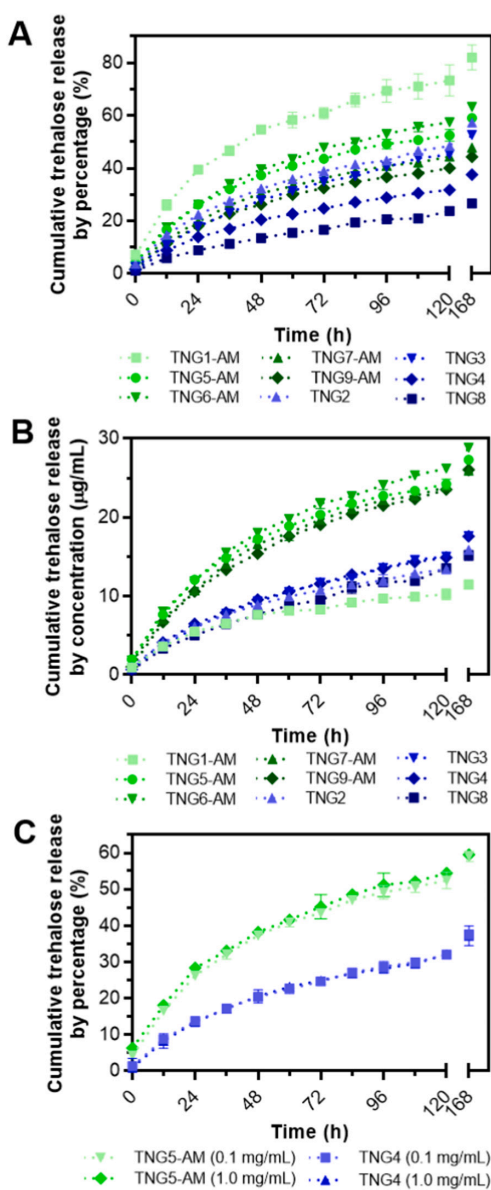 A
Cumulative trehalose release
by percentage (%)
80
60
40
20
0
0 24 48 72 96 120 168
Time (h)
TNG1-AM TNG7-AM TNG3
TNG5-AM TNG9-AM TNG4
TNG6-AM TNG2 TNG8
B
Cumulative trehalose release
by concentration (µg/mL)
30
20
10
0
0 24 48 72 96 120 168
Time (h)
TNG1-AM TNG7-AM TNG3
TNG5-AM TNG9-AM TNG4
TNG6-AM TNG2 TNG8
C
Cumulative trehalose release
by percentage (%)
60
50
40
30
20
10
0
0 24 48 72 96 120 168
Time (h)
TNG5-AM (0.1 mg/mL) TNG4 (0.1 mg/mL)
TNG5-AM (1.0 mg/mL) TNG4 (1.0 mg/mL)